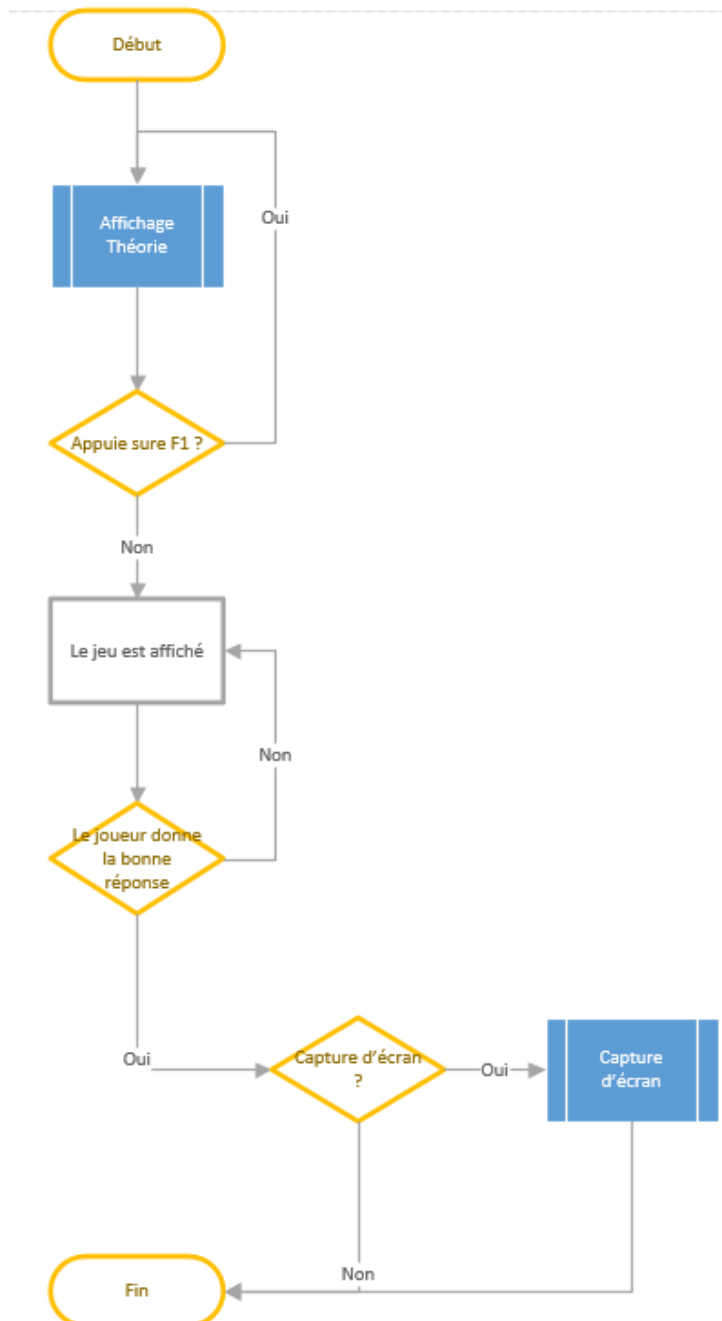 Début
Affichage
Théorie
Oui
Appuie sure F1 ?
Non
Le jeu est affiché
Non
Le joueur donne
la bonne
réponse
Oui
Capture d'écran
?
Oui
Capture
d'écran
Non
Fin